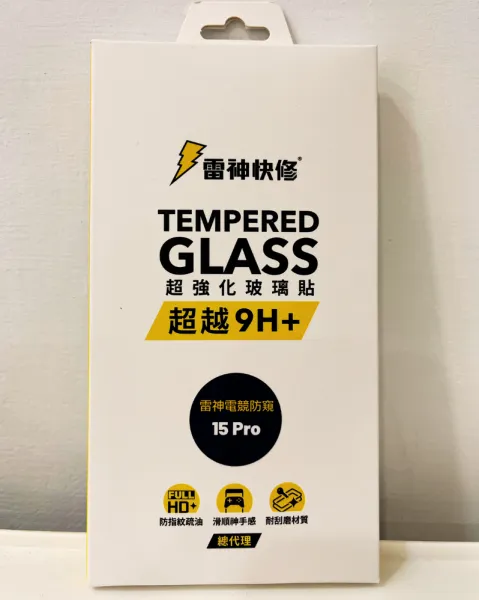 雷神快修®
TEMPERED
GLASS
超強化玻璃貼
超越 9H+
雷神電競防窺
15 Pro
FULL
HD+
防指紋疏油 滑順神手感 耐刮磨材質
總代理